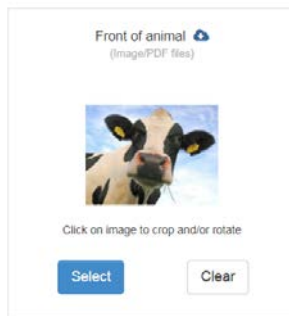 Front of animal
(Image/PDF files)
Click on image to crop and/or rotate
Select
Clear